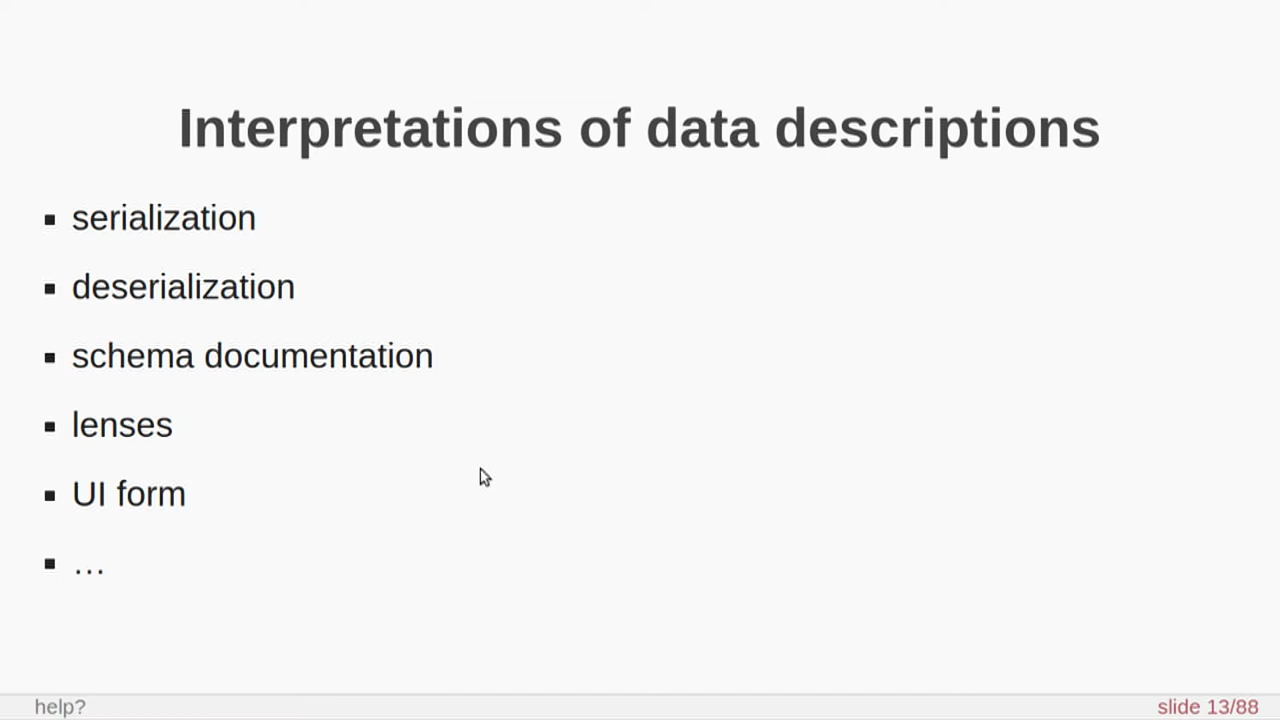 Interpretations of data descriptions
▪ serialization
▪ deserialization
▪ schema documentation
▪ lenses
▪ UI form
▪ …
help?
slide 13/88